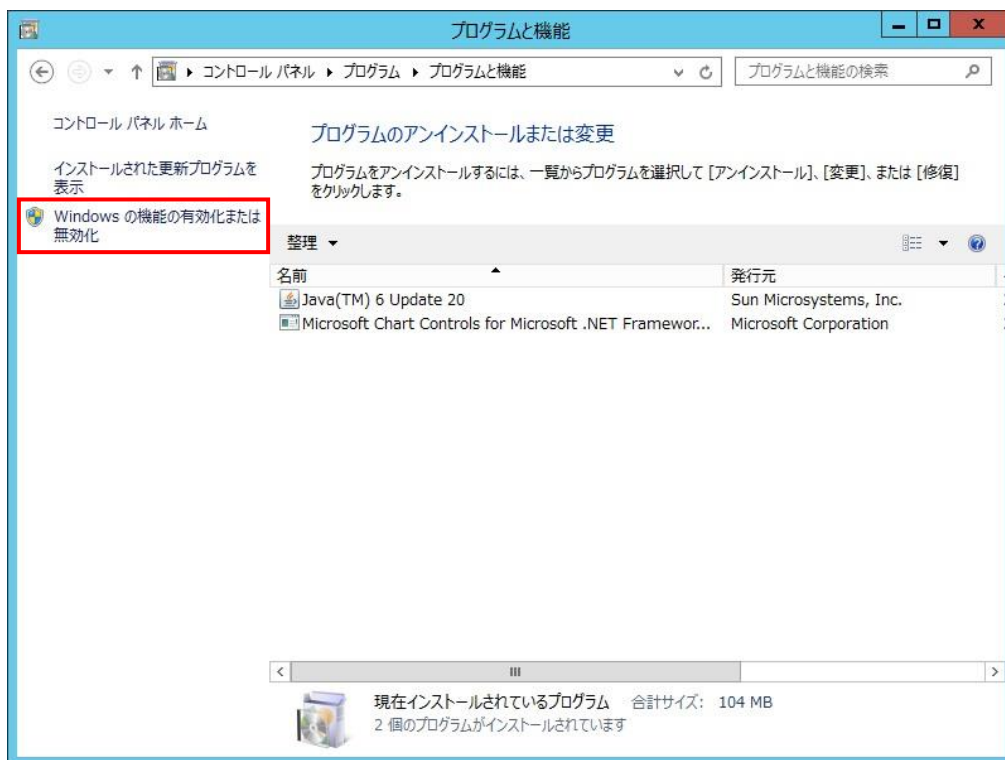 プログラムと機能
コントロール パネル プログラム プログラムと機能
プログラムと機能の検索
コントロール パネル ホーム
インストールされた更新プログラムを
表示
Windows の機能の有効化または
無効化
プログラムのアンインストールまたは変更
プログラムをアンインストールするには、一覧からプログラムを選択して [アンインストール]、[変更]、または [修復]
をクリックします。
整理
名前 発行元
Java(TM) 6 Update 20 Sun Microsystems, Inc.
Microsoft Chart Controls for Microsoft .NET Framewor... Microsoft Corporation
現在インストールされているプログラム 合計サイズ: 104 MB
2 個のプログラムがインストールされています